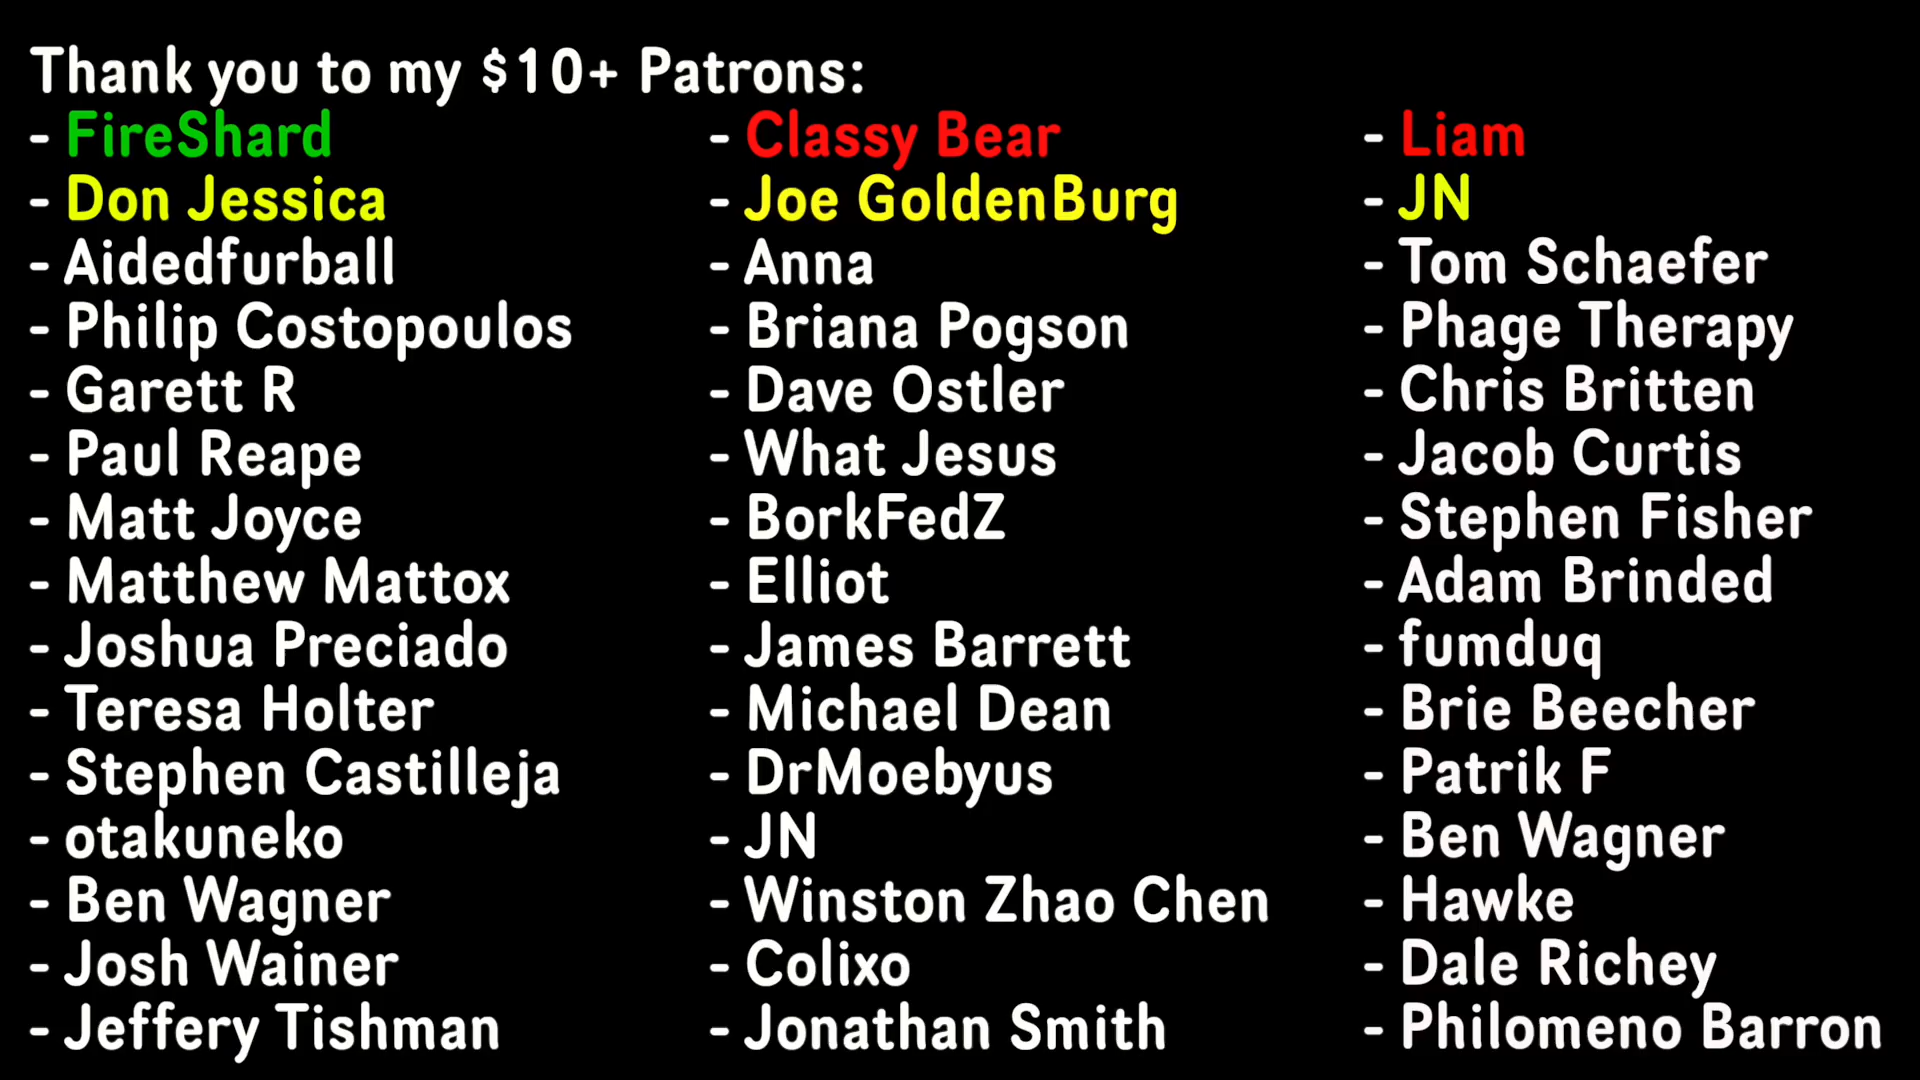 Thank you to my $10+ Patrons:
- FireShard
- Don Jessica
- Aidedfurball
- Philip Costopoulos
- Garett R
- Paul Reape
- Matt Joyce
- Matthew Mattox
- Joshua Preciado
- Teresa Holter
- Stephen Castilleja
- otakuneko
- Ben Wagner
- Josh Wainer
- Jeffery Tishman
- Classy Bear
- Joe GoldenBurg
- Anna
- Briana Pogson
- Dave Ostler
- What Jesus
- BorkFedZ
- Elliot
- James Barrett
- Michael Dean
- DrMoebyus
- JN
- Winston Zhao Chen
- Colixo
- Jonathan Smith
- Liam
- JN
- Tom Schaefer
- Phage Therapy
- Chris Britten
- Jacob Curtis
- Stephen Fisher
- Adam Brinded
- fumduq
- Brie Beecher
- Patrik F
- Ben Wagner
- Hawke
- Dale Richey
- Philomeno Barron